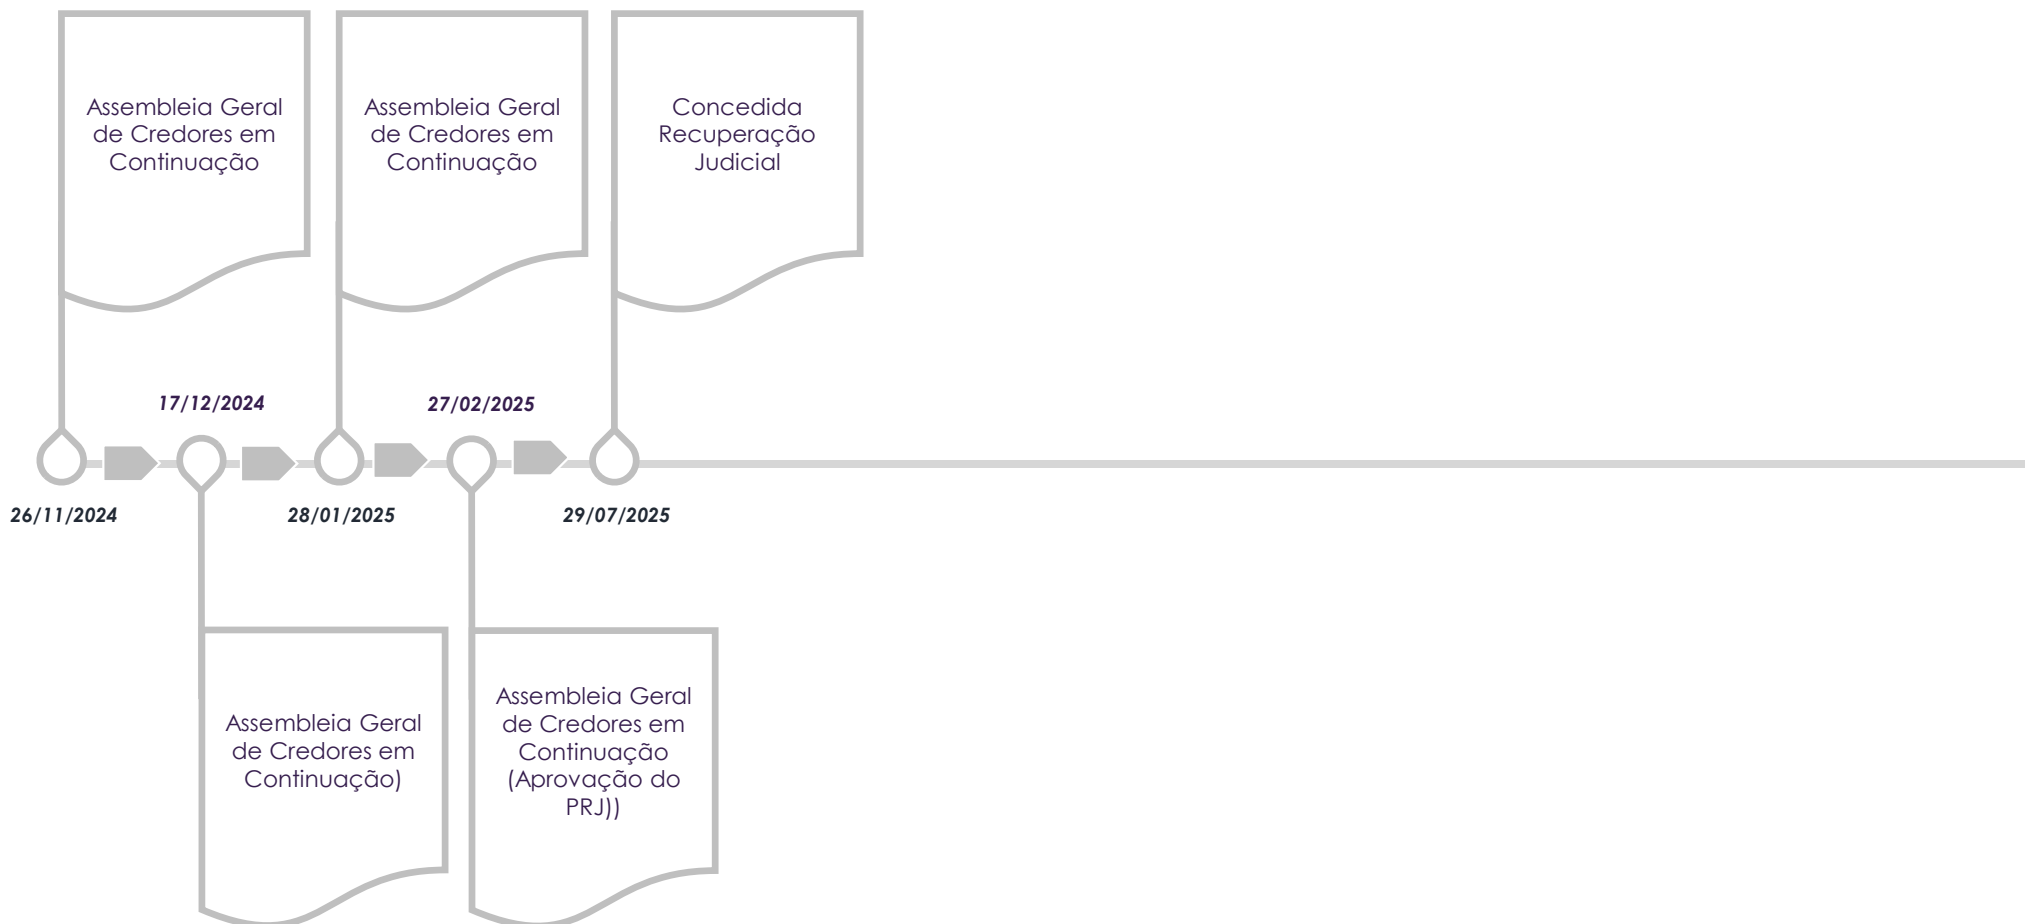 Assembleia Geral
de Credores em
Continuação
Assembleia Geral
de Credores em
Continuação
Concedida
Recuperação
Judicial
17/12/2024
27/02/2025
26/11/2024
28/01/2025
29/07/2025
Assembleia Geral
de Credores em
Continuação)
Assembleia Geral
de Credores em
Continuação
(Aprovação do
PRJ))